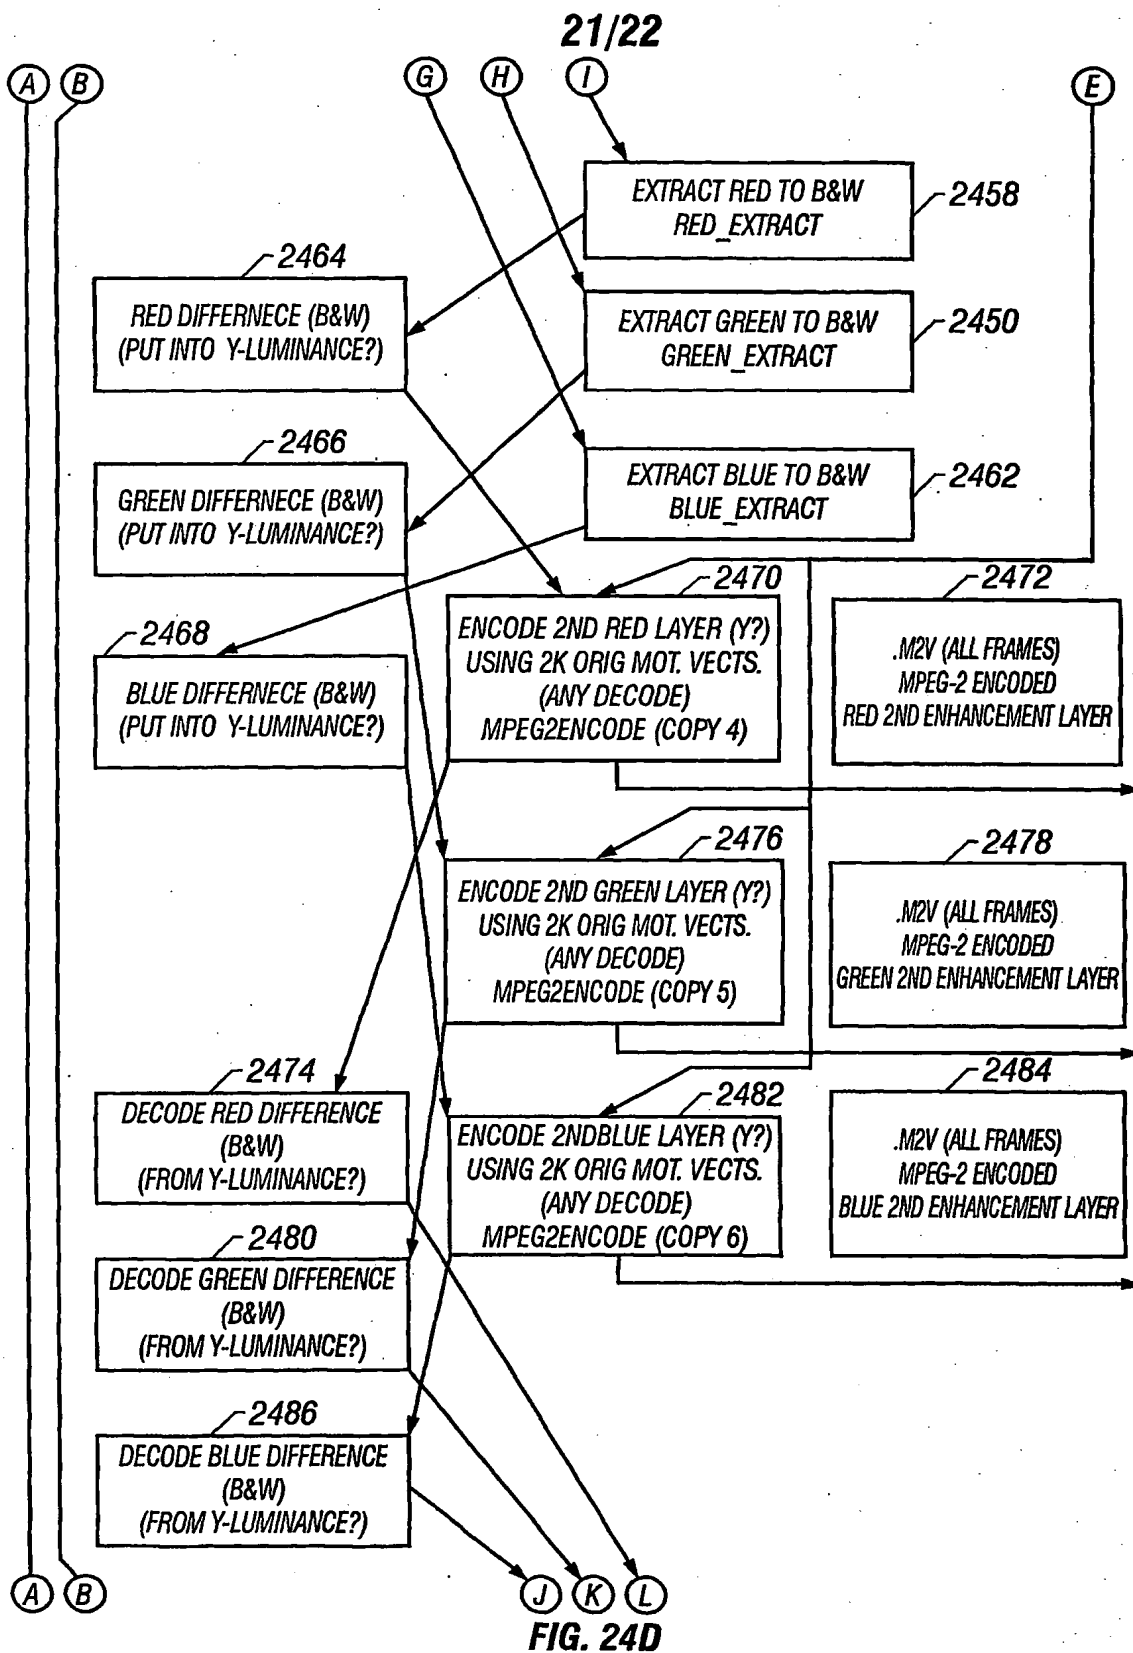 21/22
A B G H I E
EXTRACT RED TO B&W
RED_EXTRACT
2458
2464
RED DIFFERNECE (B&W)
(PUT INTO Y-LUMINANCE?)
EXTRACT GREEN TO B&W
GREEN_EXTRACT
2450
2466
GREEN DIFFERNECE (B&W)
(PUT INTO Y-LUMINANCE?)
EXTRACT BLUE TO B&W
BLUE_EXTRACT
2462
2468
BLUE DIFFERNECE (B&W)
(PUT INTO Y-LUMINANCE?)
2470
ENCODE 2ND RED LAYER (Y?)
USING 2K ORIG MOT. VECTS.
(ANY DECODE)
MPEG2ENCODE (COPY 4)
2472
.M2V (ALL FRAMES)
MPEG-2 ENCODED
RED 2ND ENHANCEMENT LAYER
2476
ENCODE 2ND GREEN LAYER (Y?)
USING 2K ORIG MOT. VECTS.
(ANY DECODE)
MPEG2ENCODE (COPY 5)
2478
.M2V (ALL FRAMES)
MPEG-2 ENCODED
GREEN 2ND ENHANCEMENT LAYER
2474
DECODE RED DIFFERENCE
(B&W)
(FROM Y-LUMINANCE?)
2482
ENCODE 2NDBLUE LAYER (Y?)
USING 2K ORIG MOT. VECTS.
(ANY DECODE)
MPEG2ENCODE (COPY 6)
2484
.M2V (ALL FRAMES)
MPEG-2 ENCODED
BLUE 2ND ENHANCEMENT LAYER
2480
DECODE GREEN DIFFERENCE
(B&W)
(FROM Y-LUMINANCE?)
2486
DECODE BLUE DIFFERENCE
(B&W)
(FROM Y-LUMINANCE?)
A B J K L
FIG. 24D